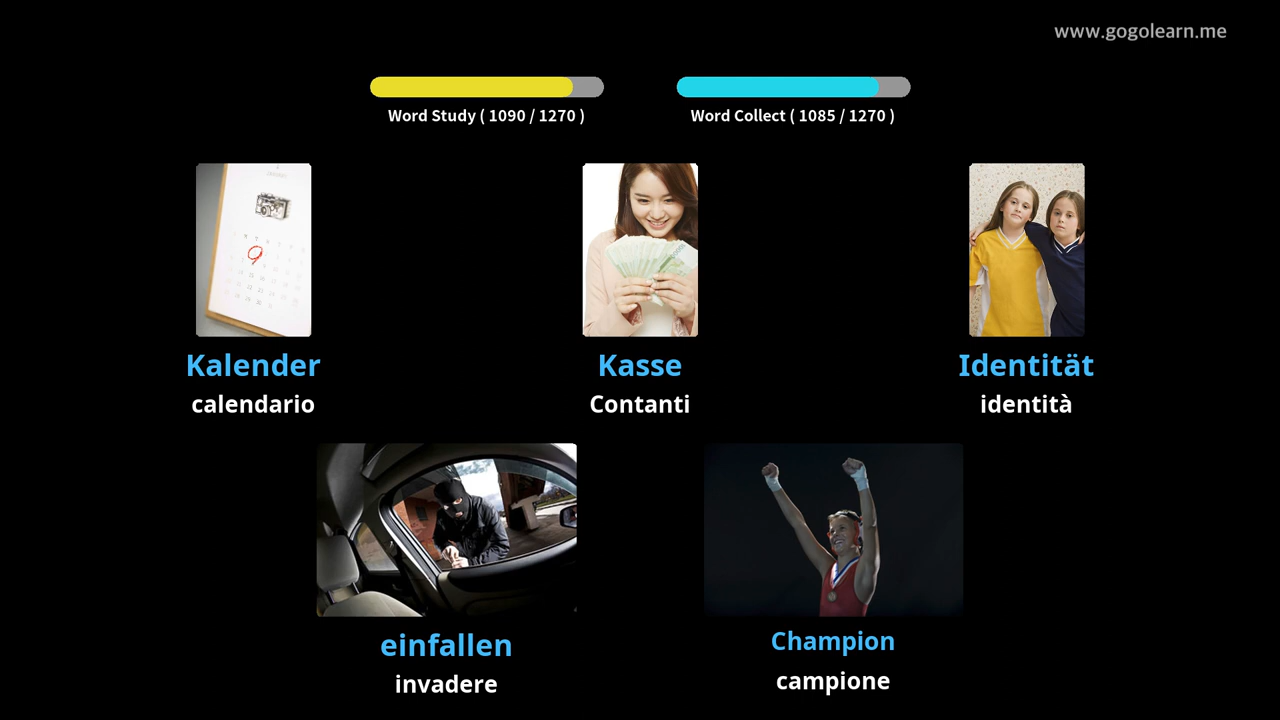 www.gogolearn.me
Word Study ( 1090 / 1270 )
Word Collect ( 1085 / 1270 )
Kalender
calendario
Kasse
Contanti
Identität
identità
einfallen
invadere
Champion
campione